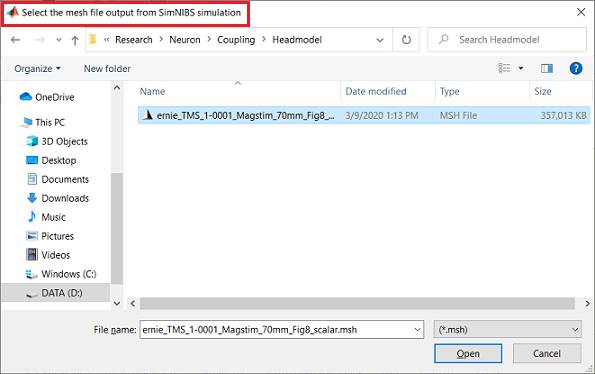 Select the mesh file output from SimNIBS simulation
« Research > Neuron > Coupling > Headmodel
Search Headmodel
Organize New folder
Name Date modified Type Size
ernie_TMS_1-0001_Magstim_70mm_Fig8_... 3/9/2020 1:13 PM MSH File 357,013 KB
OneDrive
This PC
3D Objects
Desktop
Documents
Downloads
Music
Pictures
Videos
Windows (C:)
DATA (D:)
File name: ernie_TMS_1-0001_Magstim_70mm_Fig8_scalar.msh (*.msh)
Open Cancel